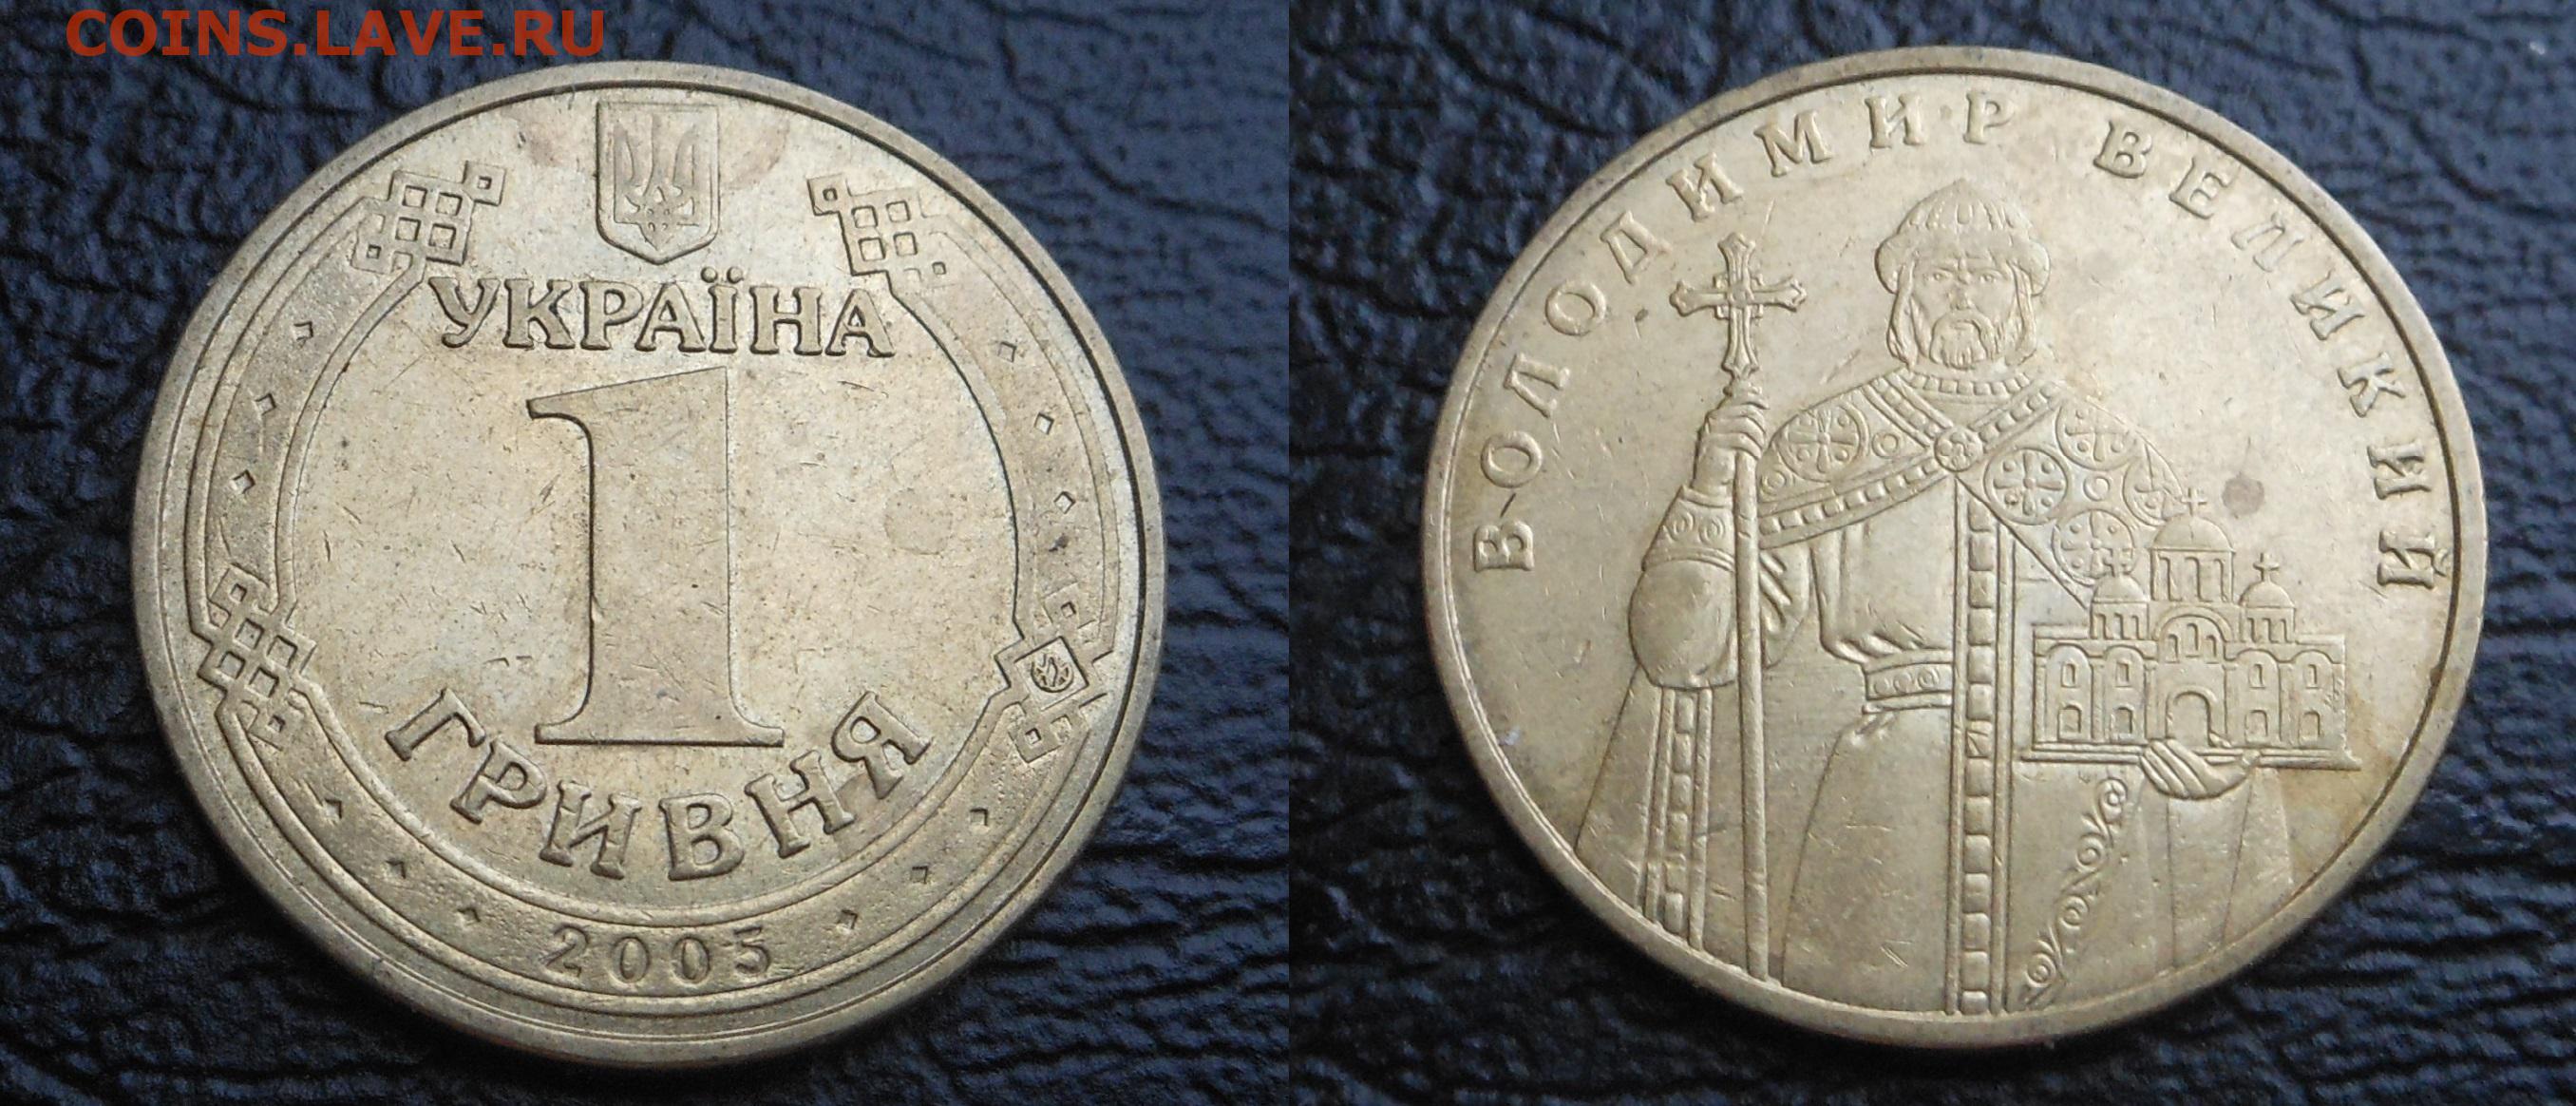 COINS.LAVE.RU
УКРАЇНА
1
ГРИВНЯ
2005
ВОЛОДИМИР ВЕЛИКИЙ